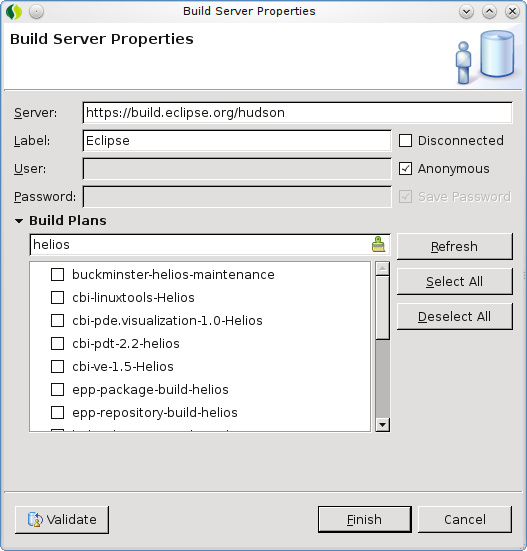 Build Server Properties
Build Server Properties
Server: https://build.eclipse.org/hudson
Label: Eclipse Disconnected
User: Anonymous
Password: Save Password
Build Plans
helios Refresh
buckminster-helios-maintenance Select All
cbi-linuxtools-Helios
cbi-pde.visualization-1.0-Helios Deselect All
cbi-pdt-2.2-helios
cbi-ve-1.5-Helios
epp-package-build-helios
epp-repository-build-helios
Validate Finish Cancel